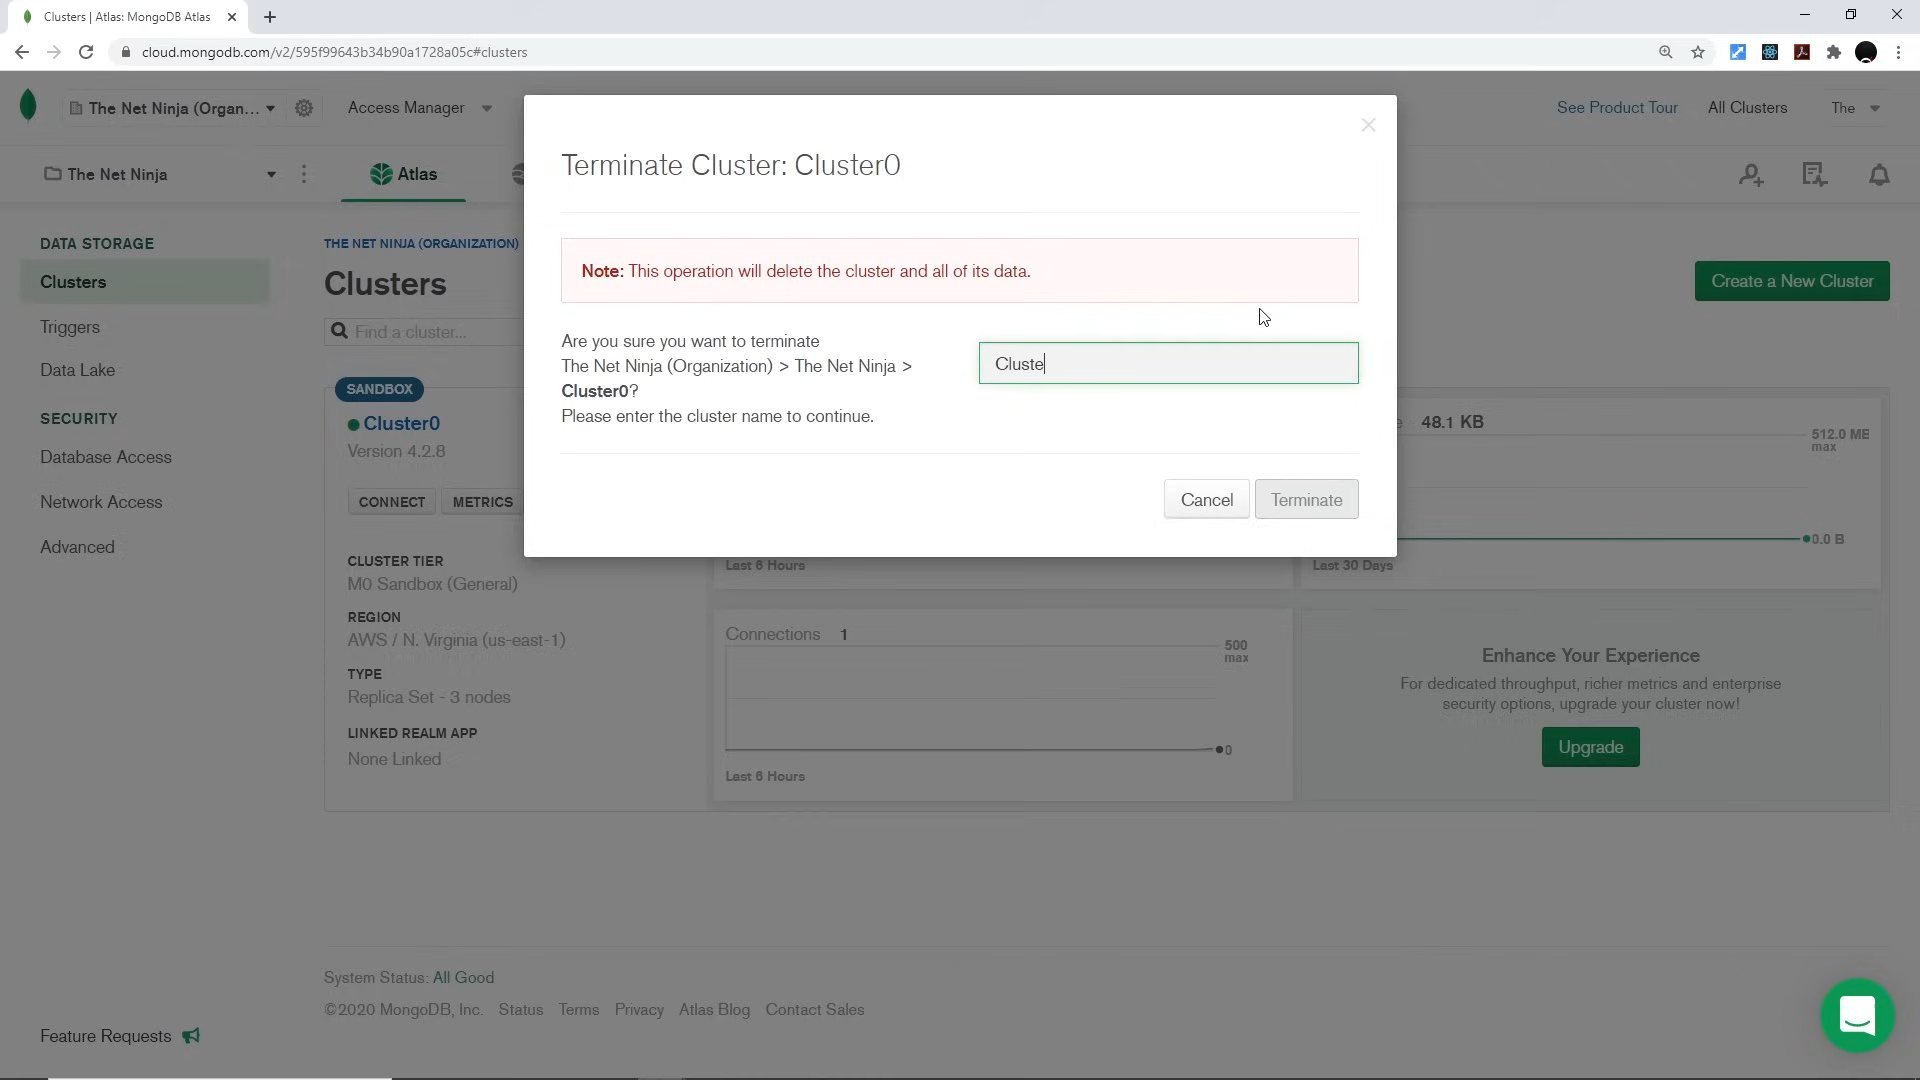 Clusters | Atlas: MongoDB Atlas
cloud.mongodb.com/v2/595f99643b34b90a1728a05c#clusters
The Net Ninja (Organ...
Access Manager
See Product Tour
All Clusters
The
The Net Ninja
Atlas
Terminate Cluster: Cluster0
Note: This operation will delete the cluster and all of its data.
Are you sure you want to terminate
The Net Ninja (Organization) > The Net Ninja >
Cluster0?
Please enter the cluster name to continue.
Cluste
Cancel
Terminate
DATA STORAGE
Clusters
Triggers
Data Lake
SECURITY
Database Access
Network Access
Advanced
Feature Requests
THE NET NINJA (ORGANIZATION)
Clusters
Create a New Cluster
Find a cluster...
SANDBOX
Cluster0
Version 4.2.8
CONNECT
METRICS
CLUSTER TIER
M0 Sandbox (General)
REGION
AWS / N. Virginia (us-east-1)
TYPE
Replica Set - 3 nodes
LINKED REALM APP
None Linked
Last 6 Hours
48.1 KB
512.0 MB
max
0.0 B
Last 30 Days
Connections 1
500
max
0
Last 6 Hours
Enhance Your Experience
For dedicated throughput, richer metrics and enterprise
security options, upgrade your cluster now!
Upgrade
System Status: All Good
©2020 MongoDB, Inc. Status Terms Privacy Atlas Blog Contact Sales